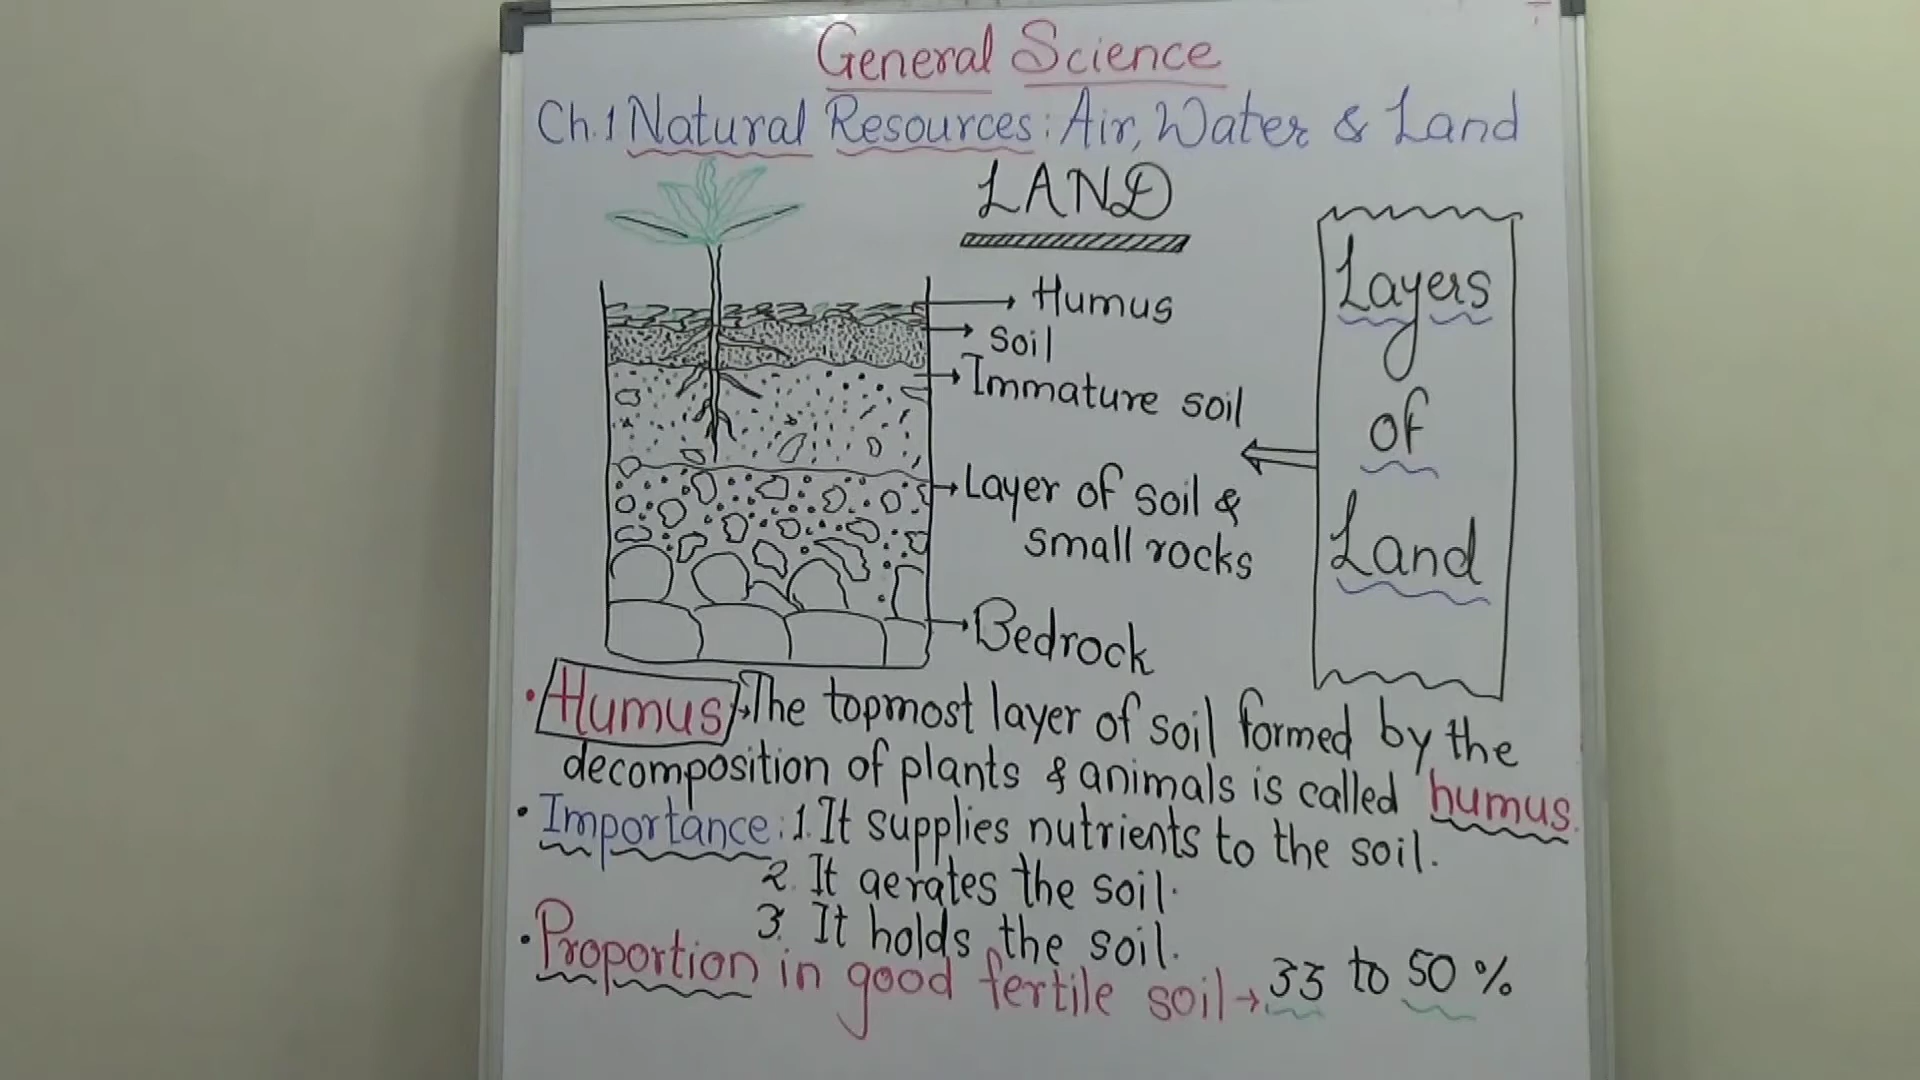 General Science
Ch.1 Natural Resources: Air, Water & Land
LAND
Humus
Soil
Immature soil
Layer of soil &
small rocks
Bedrock
Layers
of
Land
• Humus → The topmost layer of soil formed by the
decomposition of plants & animals is called humus.
• Importance: 1. It supplies nutrients to the soil.
2. It aerates the soil.
3. It holds the soil.
• Proportion in good fertile soil → 33 to 50 %